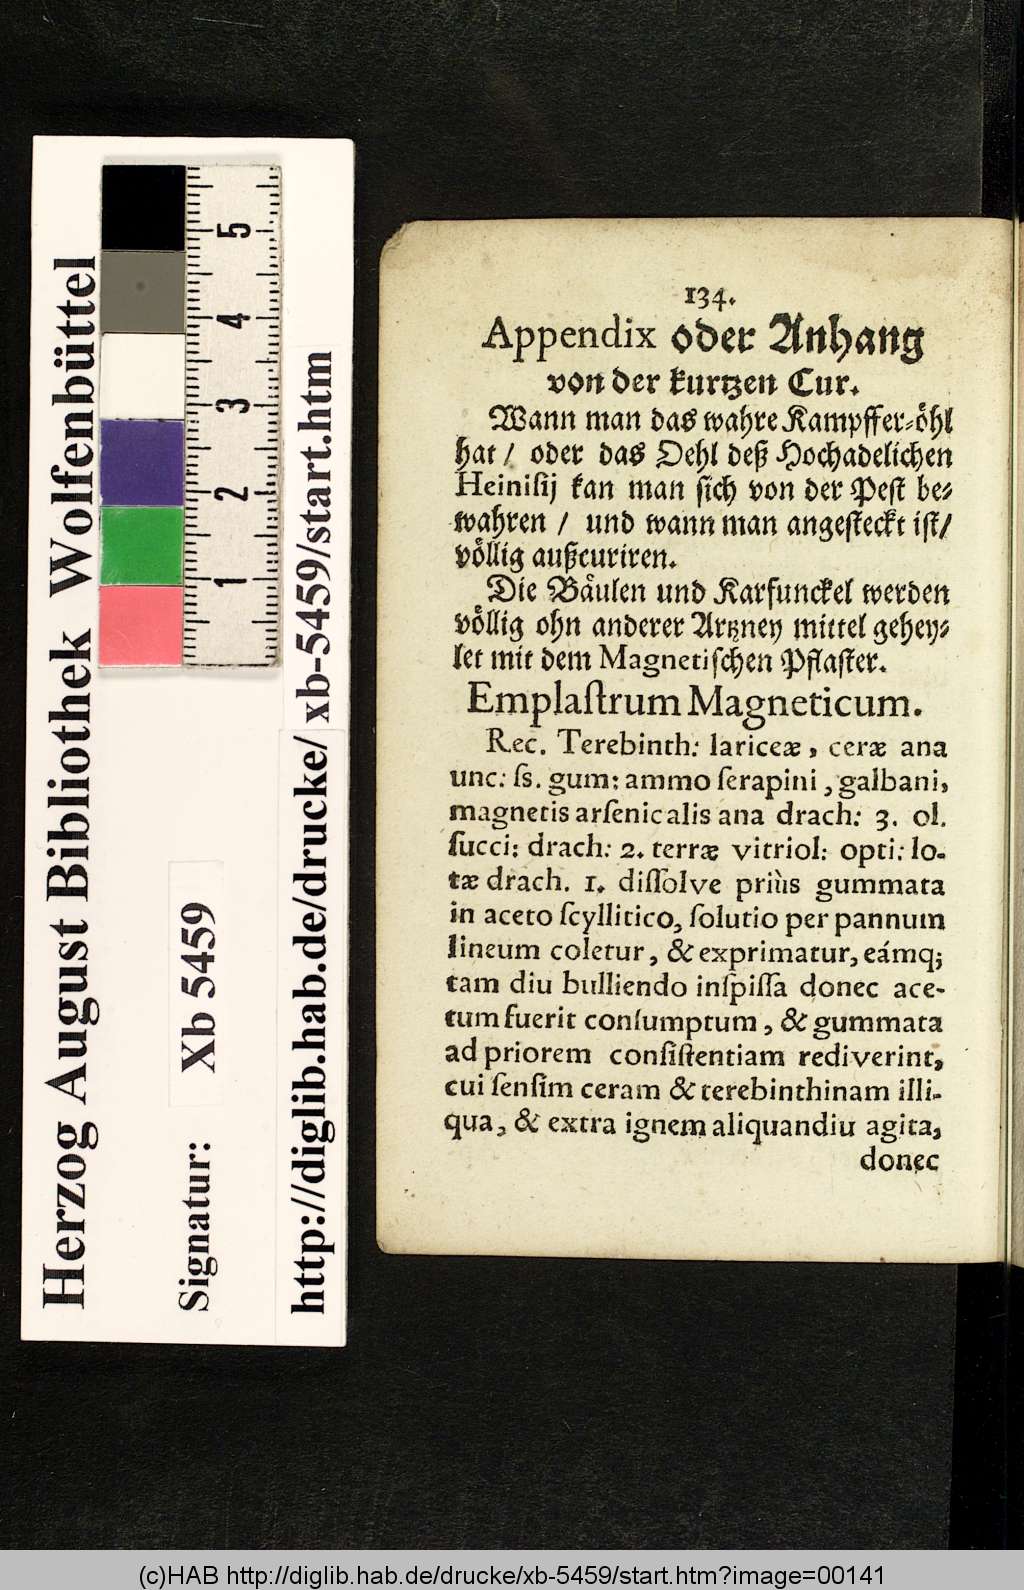 134.
Appendix oder Anhang
von der kurtzen Cur.
Wann man das wahre Kampffer-öhl
hat / oder das Oehl deß Hochadelichen
Heiniſij kan man ſich von der Peſt be-
wahren / und wann man angeſteckt iſt/
völlig außcuriren.
Die Bäulen und Karfunckel werden
völlig ohn anderer Artzney mittel gehey-
let mit dem Magnetiſchen Pflaſter.
Emplaſtrum Magneticum.
Rec. Terebinth: lariceæ, ceræ ana
unc: ſs. gum: ammo ſerapini, galbani,
magnetis arſenicalis ana drach: 3. ol.
ſucci: drach: 2. terræ vitriol: opti: lo-
tæ drach. 1. diſſolve priùs gummata
in aceto ſcyllitico, ſolutio per pannum
lineum coletur, & exprimatur, eámq;
tam diu bulliendo inſpiſſa donec ace-
tum fuerit conſumptum, & gummata
ad priorem conſiſtentiam rediverint,
cui ſenſim ceram & terebinthinam illi-
qua, & extra ignem aliquandiu agita,
donec
Herzog August Bibliothek Wolfenbüttel
Signatur: Xb 5459
http://diglib.hab.de/drucke/ xb-5459/start.htm
1 2 3 4 5
(c)HAB http://diglib.hab.de/drucke/xb-5459/start.htm?image=00141